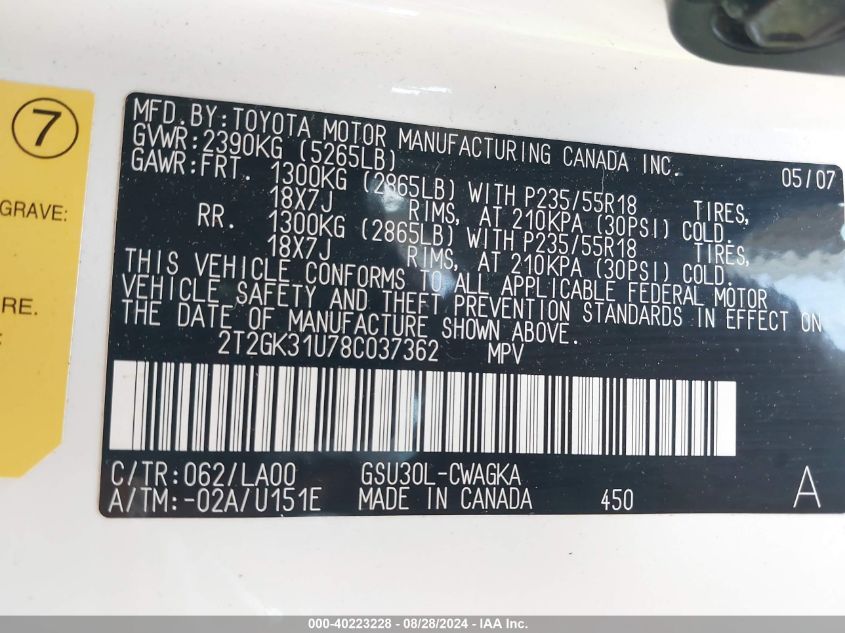 7
GRAVE:
RE.
MFD.BY:TOYOTA MOTOR MANUFACTURING CANADA INC.
GVWR:2390KG (5265LB) 05/07
GAWR:FRT. 1300KG (2865LB) WITH P235/55R18 TIRES,
18X7J RIMS, AT 210KPA (30PSI) COLD.
RR. 1300KG (2865LB) WITH P235/55R18 TIRES,
18X7J RIMS, AT 210KPA (30PSI) COLD.
THIS VEHICLE CONFORMS TO ALL APPLICABLE FEDERAL MOTOR
VEHICLE SAFETY AND THEFT PREVENTION STANDARDS IN EFFECT ON
THE DATE OF MANUFACTURE SHOWN ABOVE.
2T2GK31U78C037362 MPV
C/TR:062/LA00 GSU30L-CWAGKA
A/TM:-02A/U151E MADE IN CANADA 450 A
000-40223228 - 08/28/2024 - IAA Inc.